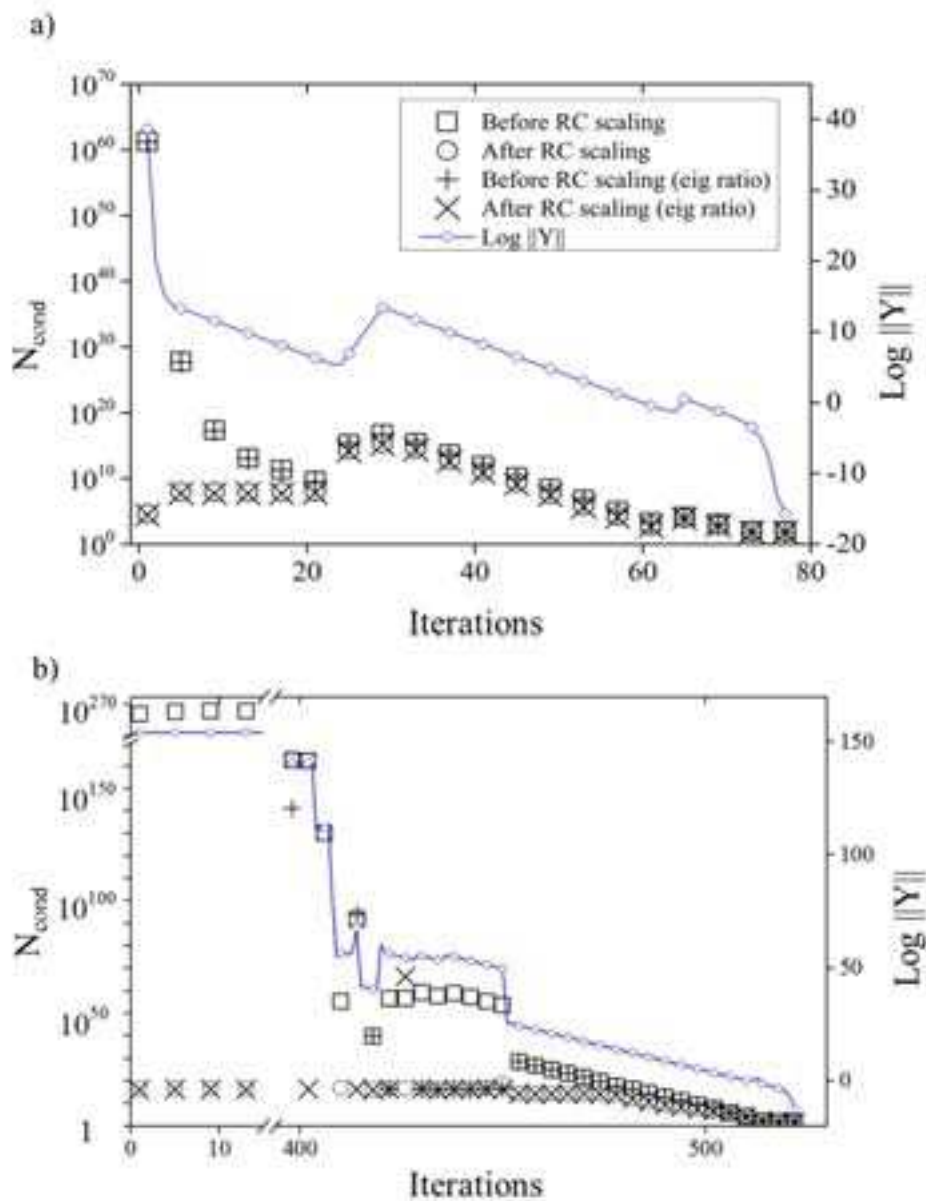 a)
10^70
10^60
10^50
10^40
10^30
10^20
10^10
10^0
N_cond
40
30
20
10
0
-10
-20
Log ||Y||
Before RC scaling
After RC scaling
Before RC scaling (eig ratio)
After RC scaling (eig ratio)
Log ||Y||
0
20
40
60
80
Iterations
b)
10^270
10^150
10^100
10^50
1
N_cond
150
100
50
0
Log ||Y||
0
10
400
500
Iterations